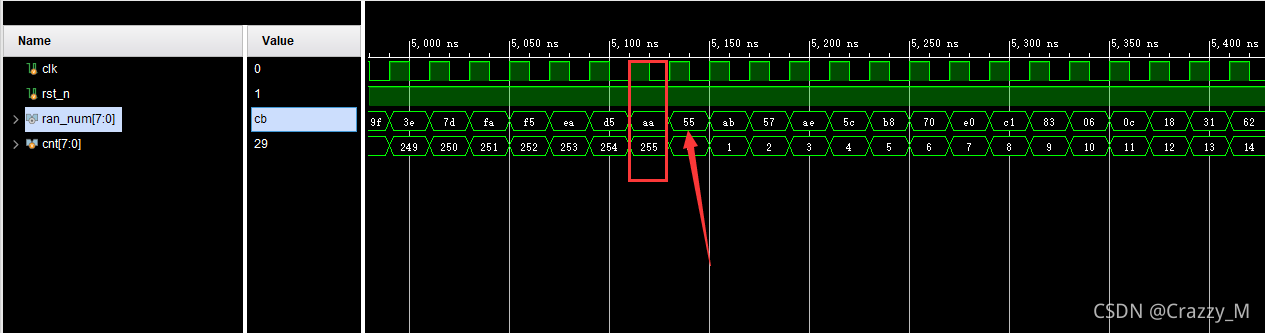 Name Value 5,000 ns 5,050 ns 5,100 ns 5,150 ns 5,200 ns 5,250 ns 5,300 ns 5,350 ns 5,400 ns
clk 0
rst_n 1
ran_num[7:0] cb 9f 3e 7d fa f5 ea d5 aa 55 ab 57 ae 5c b8 70 e0 c1 83 06 0c 18 31 62
cnt[7:0] 29 249 250 251 252 253 254 255 1 2 3 4 5 6 7 8 9 10 11 12 13 14
CSDN @Crazzy_M